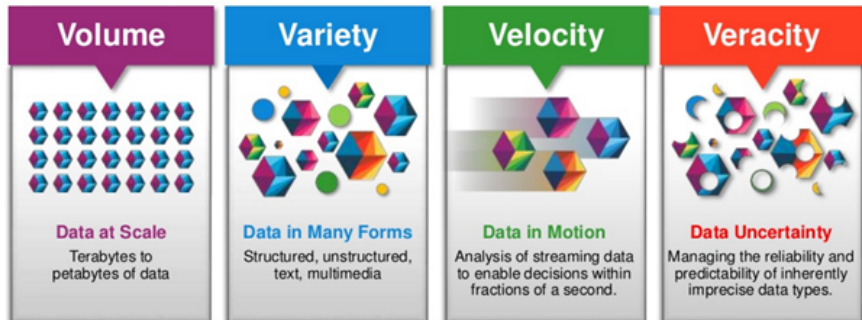 Volume
Data at Scale
Terabytes to
petabytes of data
Variety
Data in Many Forms
Structured, unstructured,
text, multimedia
Velocity
Data in Motion
Analysis of streaming data
to enable decisions within
fractions of a second.
Veracity
Data Uncertainty
Managing the reliability and
predictability of inherently
imprecise data types.